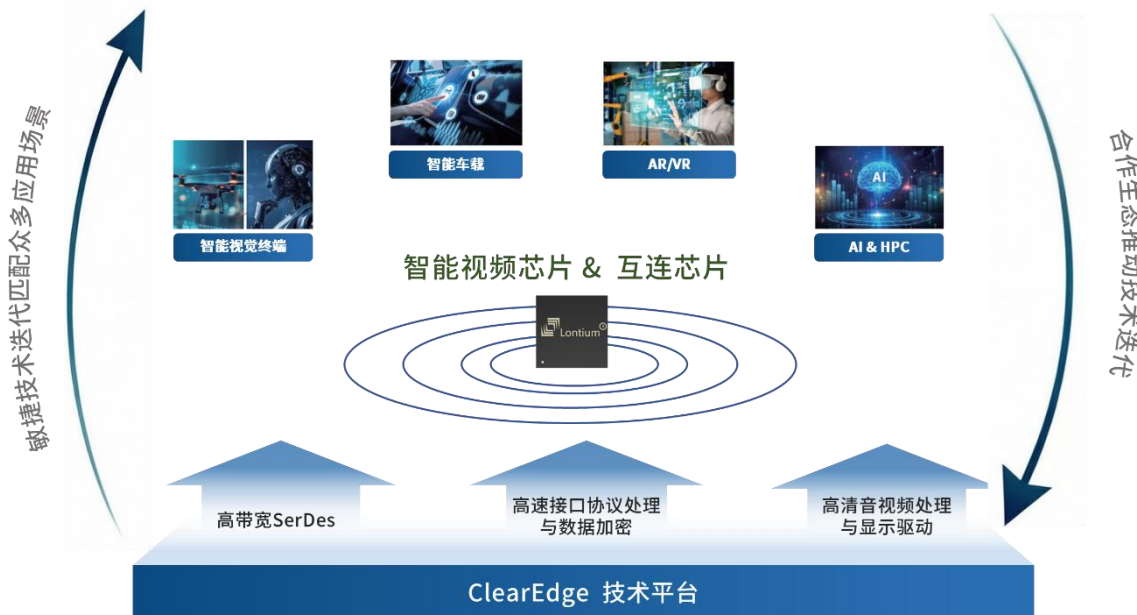 敏捷技术迭代匹配众多应用场景
智能车载
AR/VR
智能视觉终端
AI
AI & HPC
合作生态推动技术迭代
智能视频芯片 & 互连芯片
Lontium
高带宽SerDes
高速接口协议处理
与数据加密
高清音视频处理
与显示驱动
ClearEdge 技术平台